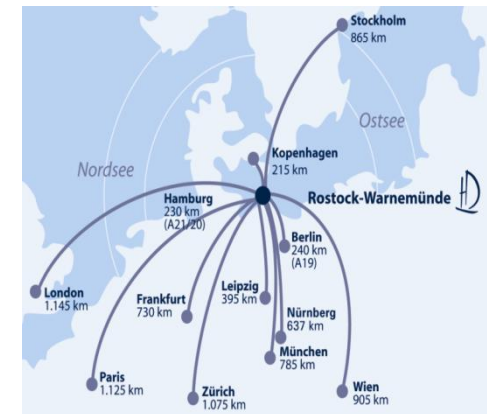 Stockholm
865 km
Ostsee
Kopenhagen
215 km
Nordsee
Hamburg
230 km
(A21/20)
Rostock-Warnemünde
Berlin
240 km
(A19)
London
1.145 km
Frankfurt
730 km
Leipzig
395 km
Nürnberg
637 km
München
785 km
Paris
1.125 km
Zürich
1.075 km
Wien
905 km